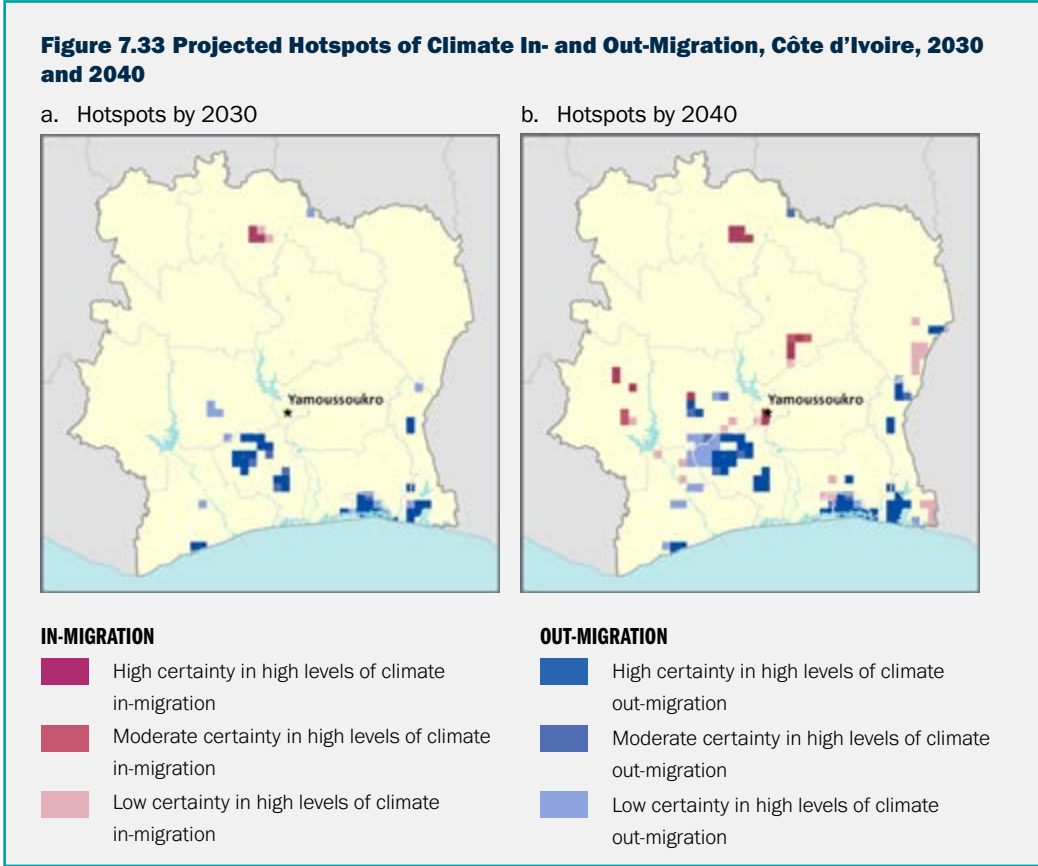 Figure 7.33 Projected Hotspots of Climate In- and Out-Migration, Côte d’Ivoire, 2030
and 2040
a. Hotspots by 2030
b. Hotspots by 2040
Yamoussoukro
Yamoussoukro
IN-MIGRATION
High certainty in high levels of climate
in-migration
Moderate certainty in high levels of climate
in-migration
Low certainty in high levels of climate
in-migration
OUT-MIGRATION
High certainty in high levels of climate
out-migration
Moderate certainty in high levels of climate
out-migration
Low certainty in high levels of climate
out-migration